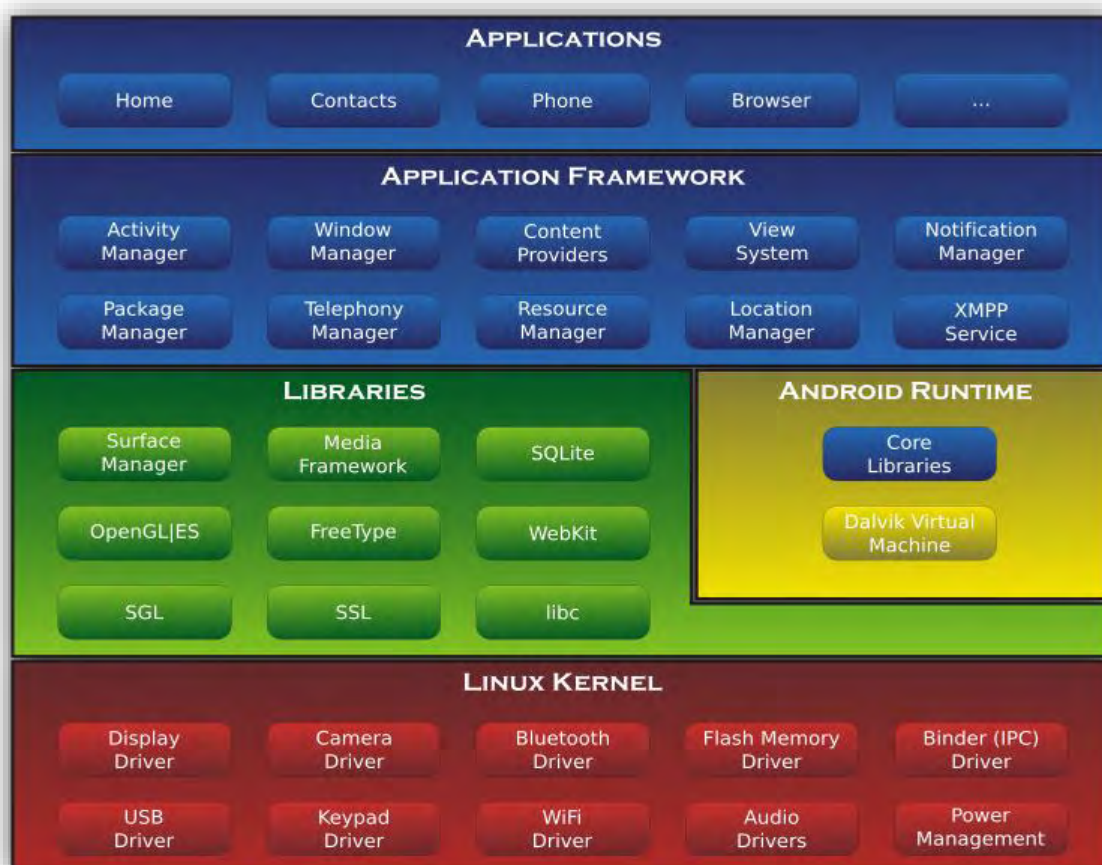 APPLICATIONS
Home
Contacts
Phone
Browser
...
APPLICATION FRAMEWORK
Activity
Manager
Window
Manager
Content
Providers
View
System
Notification
Manager
Package
Manager
Telephony
Manager
Resource
Manager
Location
Manager
XMPP
Service
LIBRARIES
Surface
Manager
Media
Framework
SQLite
OpenGL|ES
FreeType
WebKit
SGL
SSL
libc
ANDROID RUNTIME
Core
Libraries
Dalvik Virtual
Machine
LINUX KERNEL
Display
Driver
Camera
Driver
Bluetooth
Driver
Flash Memory
Driver
Binder (IPC)
Driver
USB
Driver
Keypad
Driver
WiFi
Driver
Audio
Drivers
Power
Management